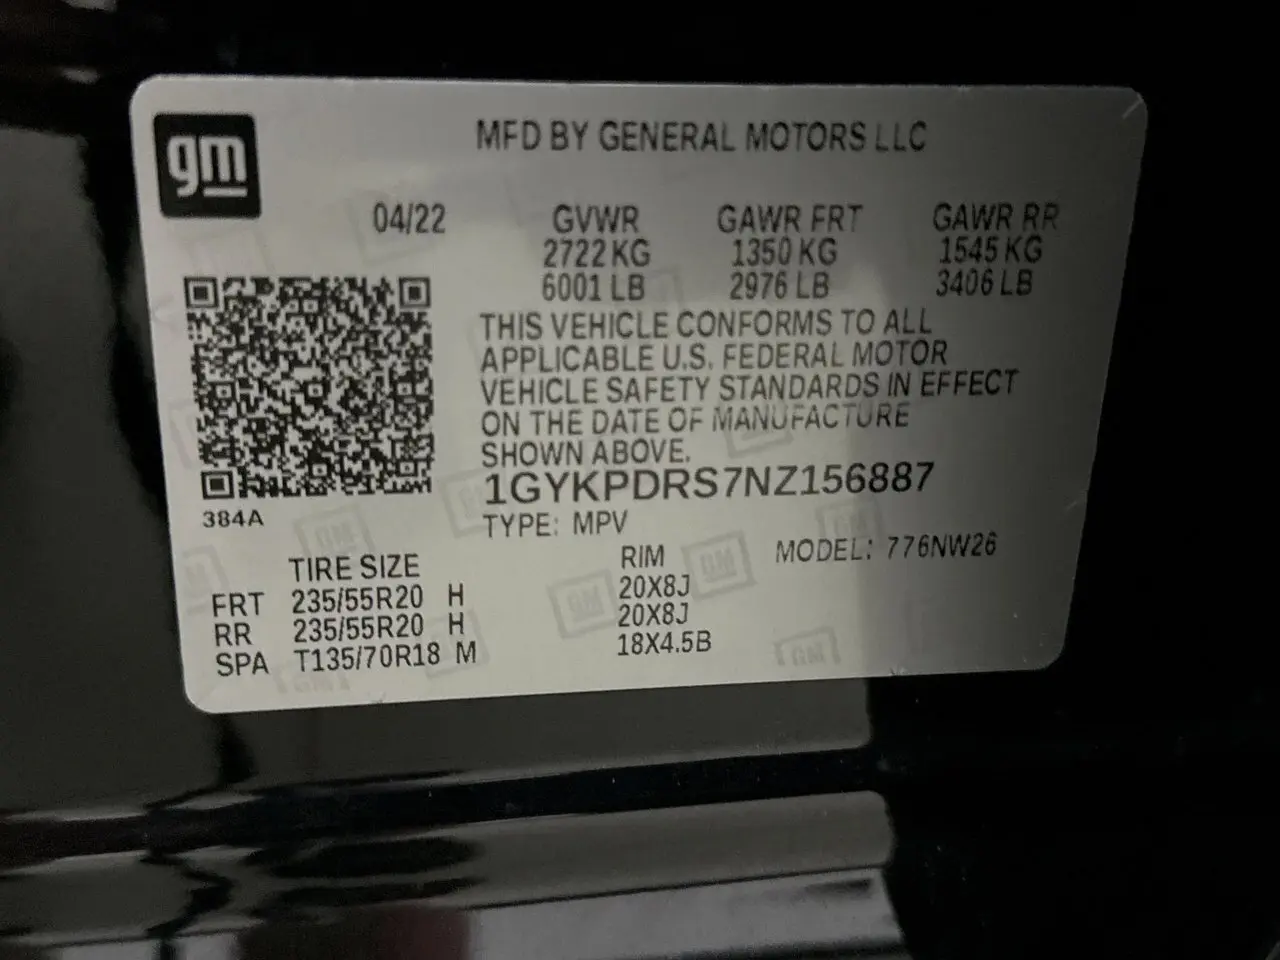 gm
MFD BY GENERAL MOTORS LLC
04/22 GVWR GAWR FRT GAWR RR
2722 KG 1350 KG 1545 KG
6001 LB 2976 LB 3406 LB
THIS VEHICLE CONFORMS TO ALL
APPLICABLE U.S. FEDERAL MOTOR
VEHICLE SAFETY STANDARDS IN EFFECT
ON THE DATE OF MANUFACTURE
SHOWN ABOVE.
1GYKPDRS7NZ156887
384A
TYPE: MPV
MODEL: 776NW26
TIRE SIZE RIM
FRT 235/55R20 H 20X8J
RR 235/55R20 H 20X8J
SPA T135/70R18 M 18X4.5B